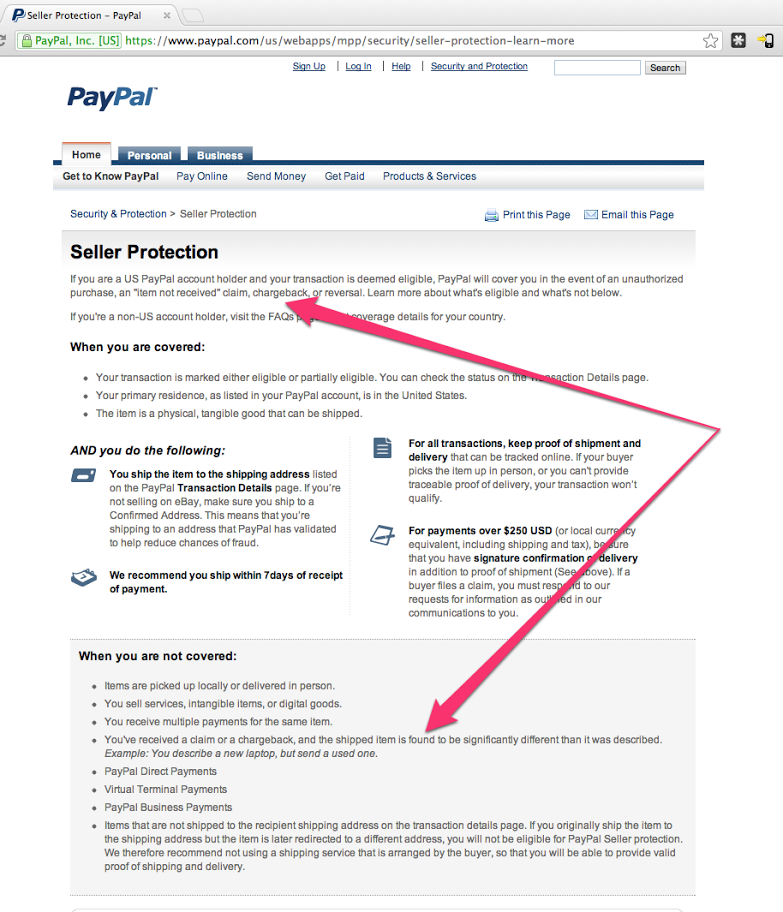 Seller Protection – PayPal
PayPal, Inc. [US] https://www.paypal.com/us/webapps/mpp/security/seller-protection-learn-more
Sign Up | Log In | Help | Security and Protection Search
PayPal™
Home Personal Business
Get to Know PayPal Pay Online Send Money Get Paid Products & Services
Security & Protection > Seller Protection Print this Page Email this Page
Seller Protection
If you are a US PayPal account holder and your transaction is deemed eligible, PayPal will cover you in the event of an unauthorized
purchase, an "item not received" claim, chargeback, or reversal. Learn more about what's eligible and what's not below.
If you're a non-US account holder, visit the FAQs coverage details for your country.
When you are covered:
• Your transaction is marked either eligible or partially eligible. You can check the status on the Transaction Details page.
• Your primary residence, as listed in your PayPal account, is in the United States.
• The item is a physical, tangible good that can be shipped.
AND you do the following:
You ship the item to the shipping address listed
on the PayPal Transaction Details page. If you're
not selling on eBay, make sure you ship to a
Confirmed Address. This means that you're
shipping to an address that PayPal has validated
to help reduce chances of fraud.
We recommend you ship within 7days of receipt
of payment.
For all transactions, keep proof of shipment and
delivery that can be tracked online. If your buyer
picks the item up in person, or you can't provide
traceable proof of delivery, your transaction won't
qualify.
For payments over $250 USD (or local currency
equivalent, including shipping and tax), be sure
that you have signature confirmation of delivery
in addition to proof of shipment (See above). If a
buyer files a claim, you must respond to our
requests for information as outlined in our
communications to you.
When you are not covered:
• Items are picked up locally or delivered in person.
• You sell services, intangible items, or digital goods.
• You receive multiple payments for the same item.
• You've received a claim or a chargeback, and the shipped item is found to be significantly different than it was described.
Example: You describe a new laptop, but send a used one.
• PayPal Direct Payments
• Virtual Terminal Payments
• PayPal Business Payments
• Items that are not shipped to the recipient shipping address on the transaction details page. If you originally ship the item to
the shipping address but the item is later redirected to a different address, you will not be eligible for PayPal Seller protection.
We therefore recommend not using a shipping service that is arranged by the buyer, so that you will be able to provide valid
proof of shipping and delivery.